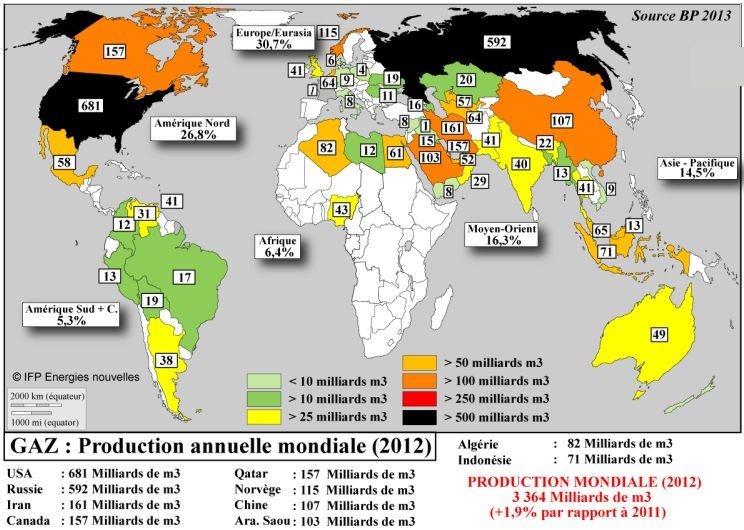 Source BP 2013
Europe/Eurasia
30,7%
115
592
157
6
4
19
20
41
64
9
1
8
11
57
681
Amérique Nord
26,8%
16
64
107
8
1
161
58
82
12
61
15
157
41
22
Asie - Pacifique
14,5%
103
52
40
13
41
9
8
29
41
31
43
12
Moyen-Orient
16,3%
65
13
Afrique
6,4%
71
13
17
19
Amérique Sud + C.
5,3%
49
38
© IFP Energies nouvelles
2000 km (équateur)
1000 mi (equator)
< 10 milliards m3
> 10 milliards m3
> 25 milliards m3
> 50 milliards m3
> 100 milliards m3
> 250 milliards m3
> 500 milliards m3
GAZ : Production annuelle mondiale (2012)
USA : 681 Milliards de m3
Russie : 592 Milliards de m3
Iran : 161 Milliards de m3
Canada : 157 Milliards de m3
Qatar : 157 Milliards de m3
Norvège : 115 Milliards de m3
Chine : 107 Milliards de m3
Ara. Saou : 103 Milliards de m3
Algérie : 82 Milliards de m3
Indonésie : 71 Milliards de m3
PRODUCTION MONDIALE (2012)
3 364 Milliards de m3
(+1,9% par rapport à 2011)